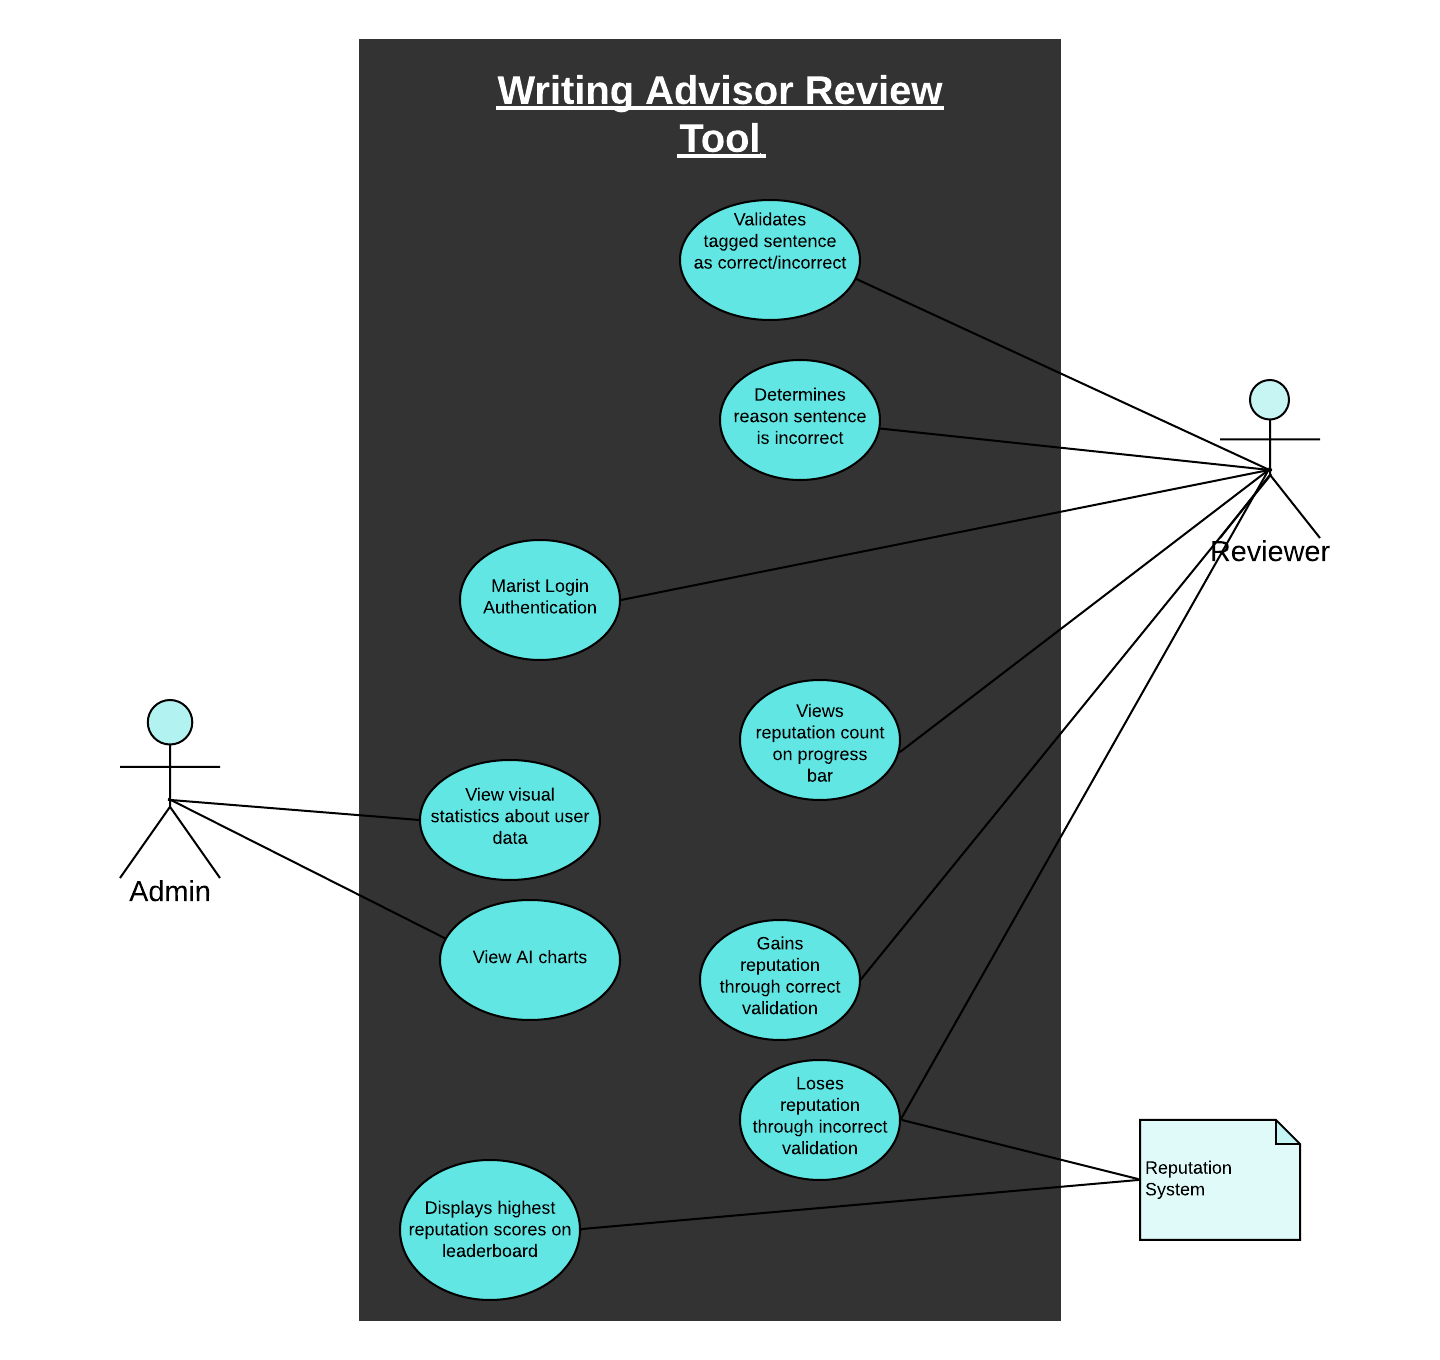 Writing Advisor Review
Tool
Validates
tagged sentence
as correct/incorrect
Determines
reason sentence
is incorrect
Reviewer
Marist Login
Authentication
Views
reputation count
on progress
bar
View visual
statistics about user
data
Admin
View AI charts
Gains
reputation
through correct
validation
Loses
reputation
through incorrect
validation
Reputation
System
Displays highest
reputation scores on
leaderboard